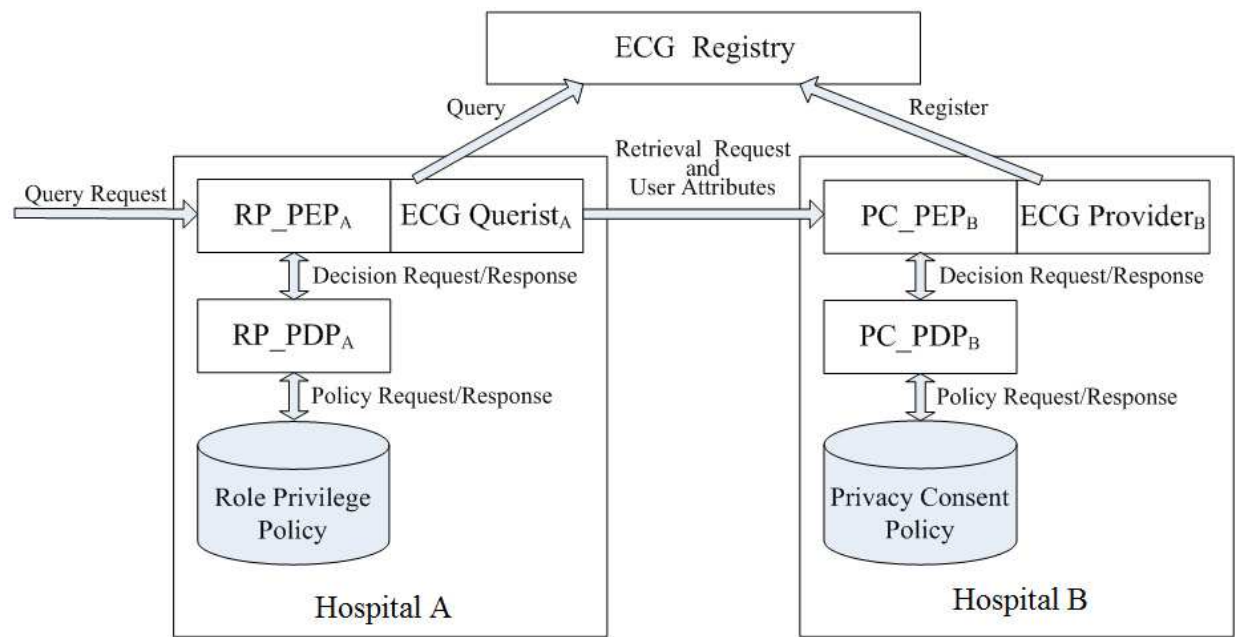 ECG Registry
Query
Register
Retrieval Request
and
User Attributes
Query Request
RP_PEPA
ECG QueristA
PC_PEPB
ECG ProviderB
Decision Request/Response
Decision Request/Response
RP_PDPA
PC_PDPB
Policy Request/Response
Policy Request/Response
Role Privilege
Policy
Privacy Consent
Policy
Hospital A
Hospital B